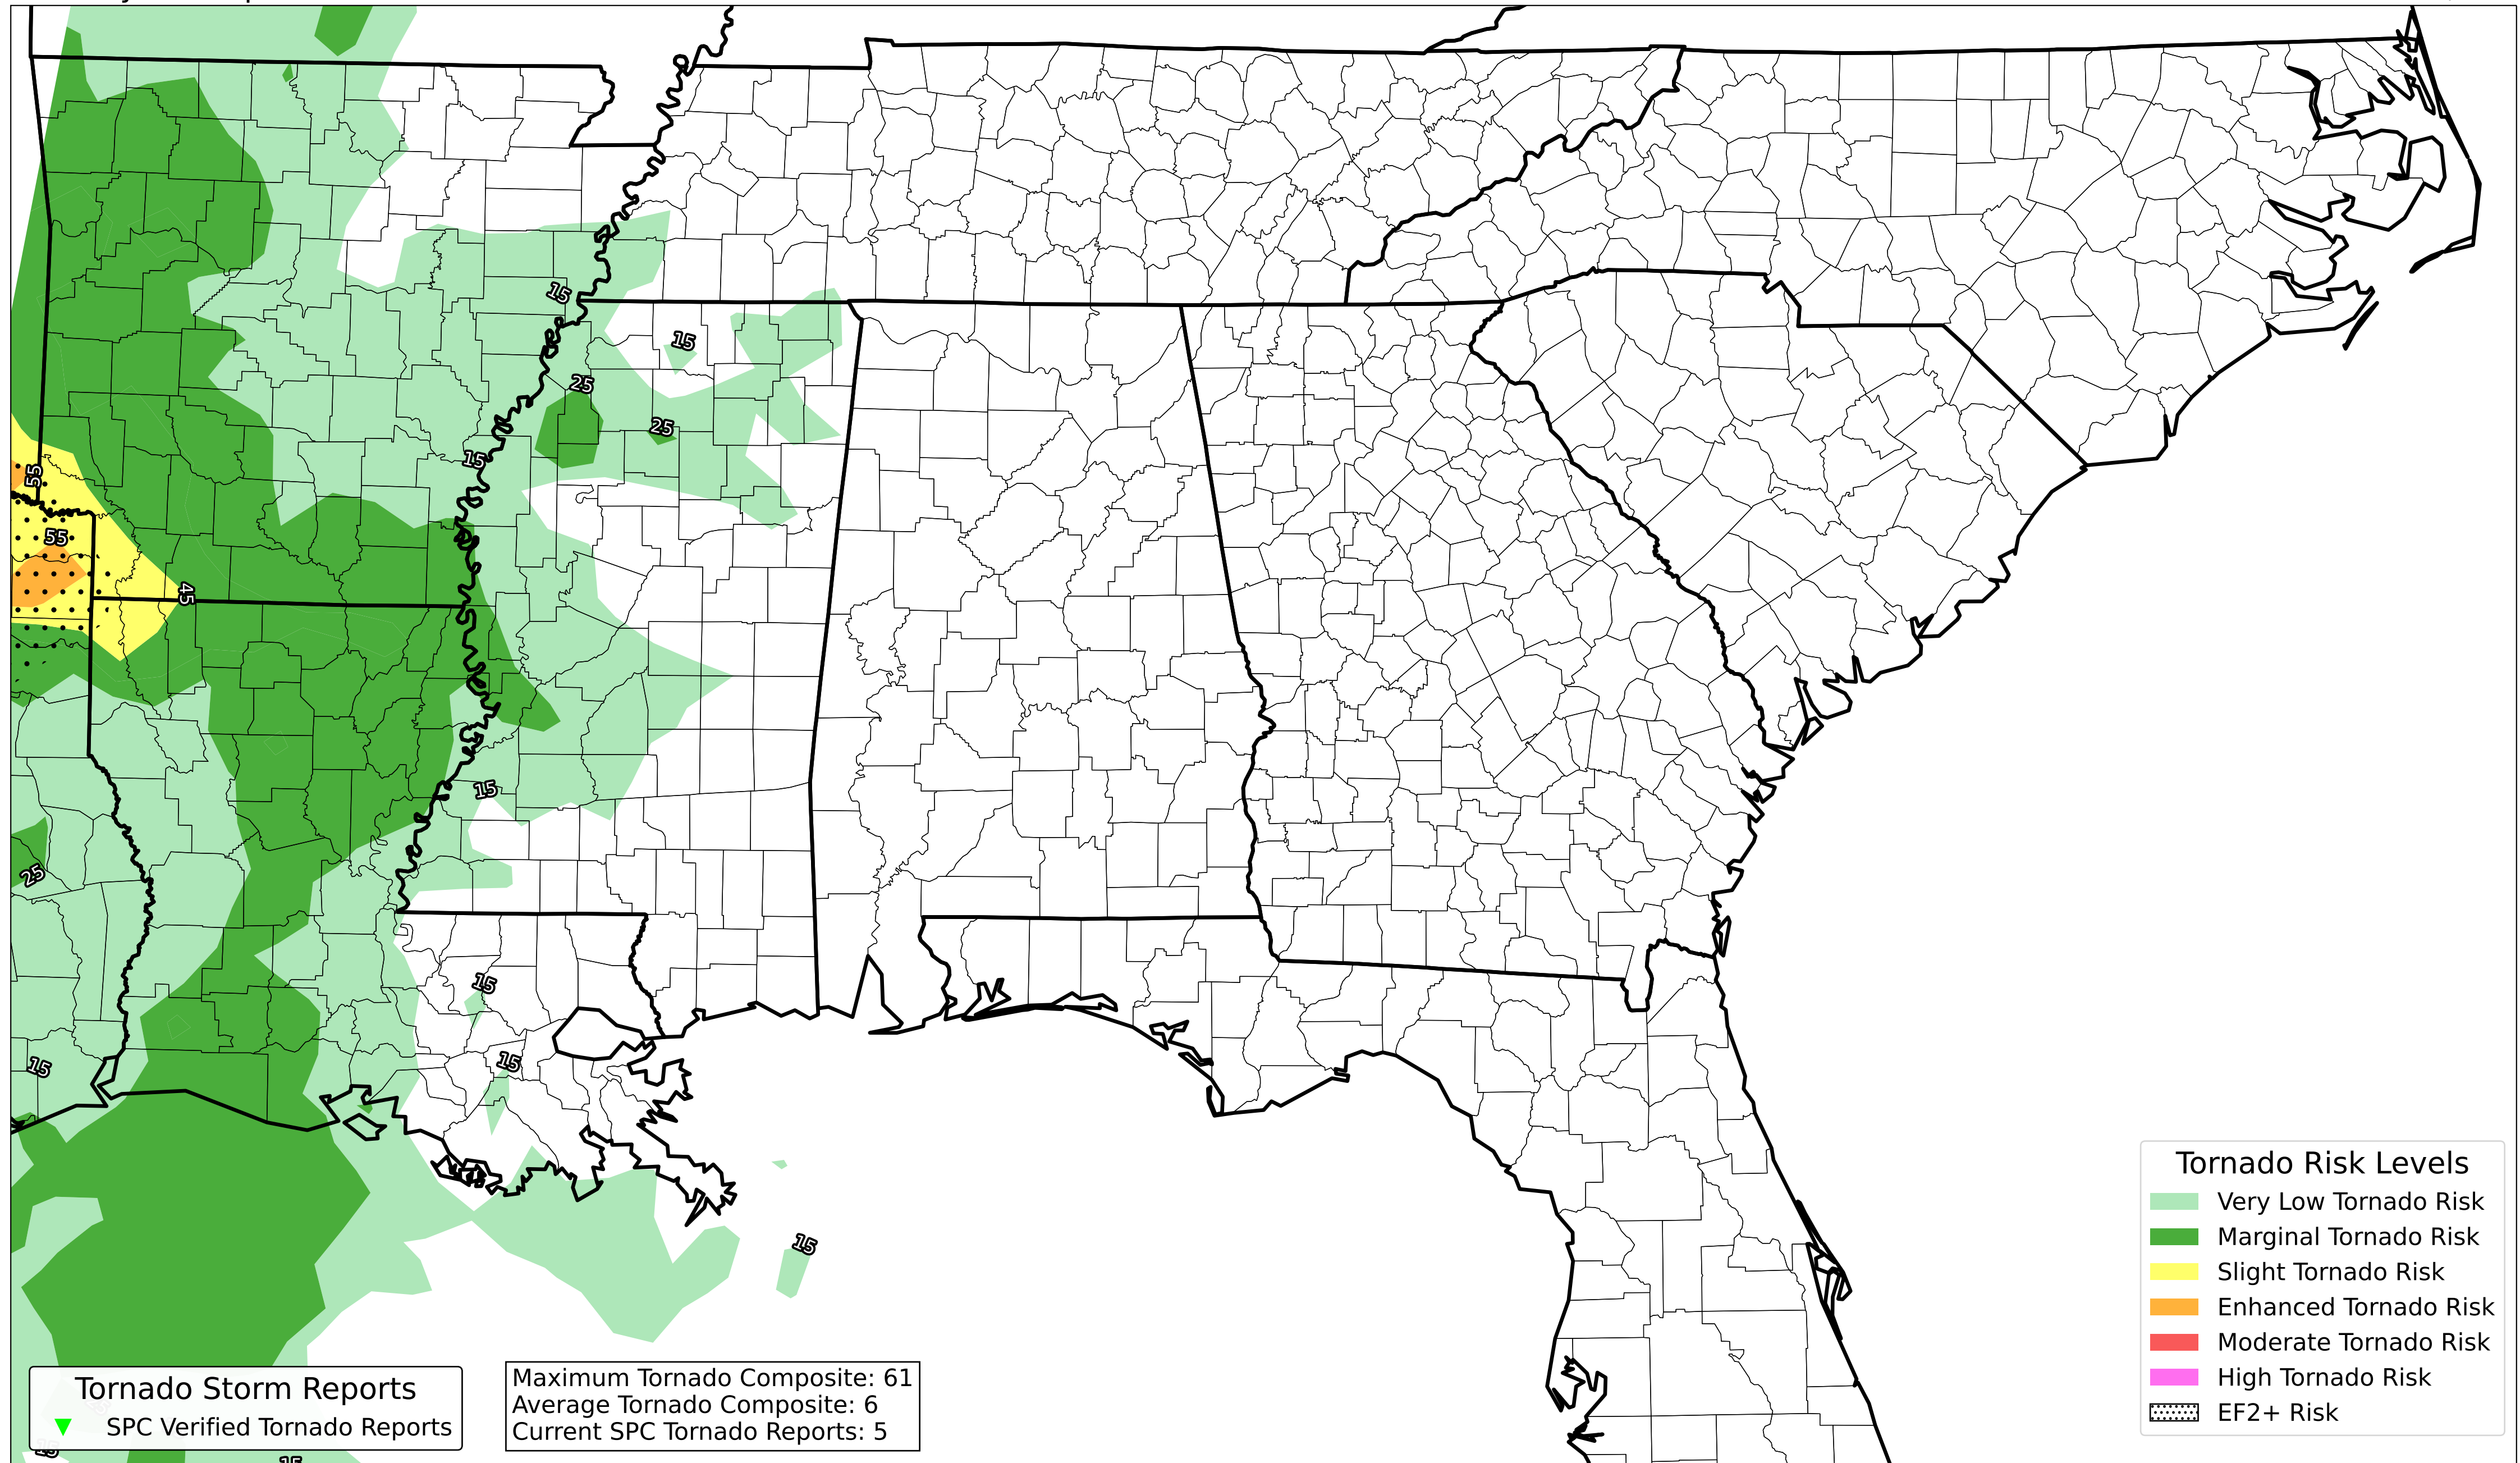 15
15
25
25
15
55
55
45
15
25
15
15
15
15
15
15
Tornado Risk Levels
Very Low Tornado Risk
Marginal Tornado Risk
Slight Tornado Risk
Enhanced Tornado Risk
Moderate Tornado Risk
High Tornado Risk
EF2+ Risk
Tornado Storm Reports
SPC Verified Tornado Reports
Maximum Tornado Composite: 61
Average Tornado Composite: 6
Current SPC Tornado Reports: 5